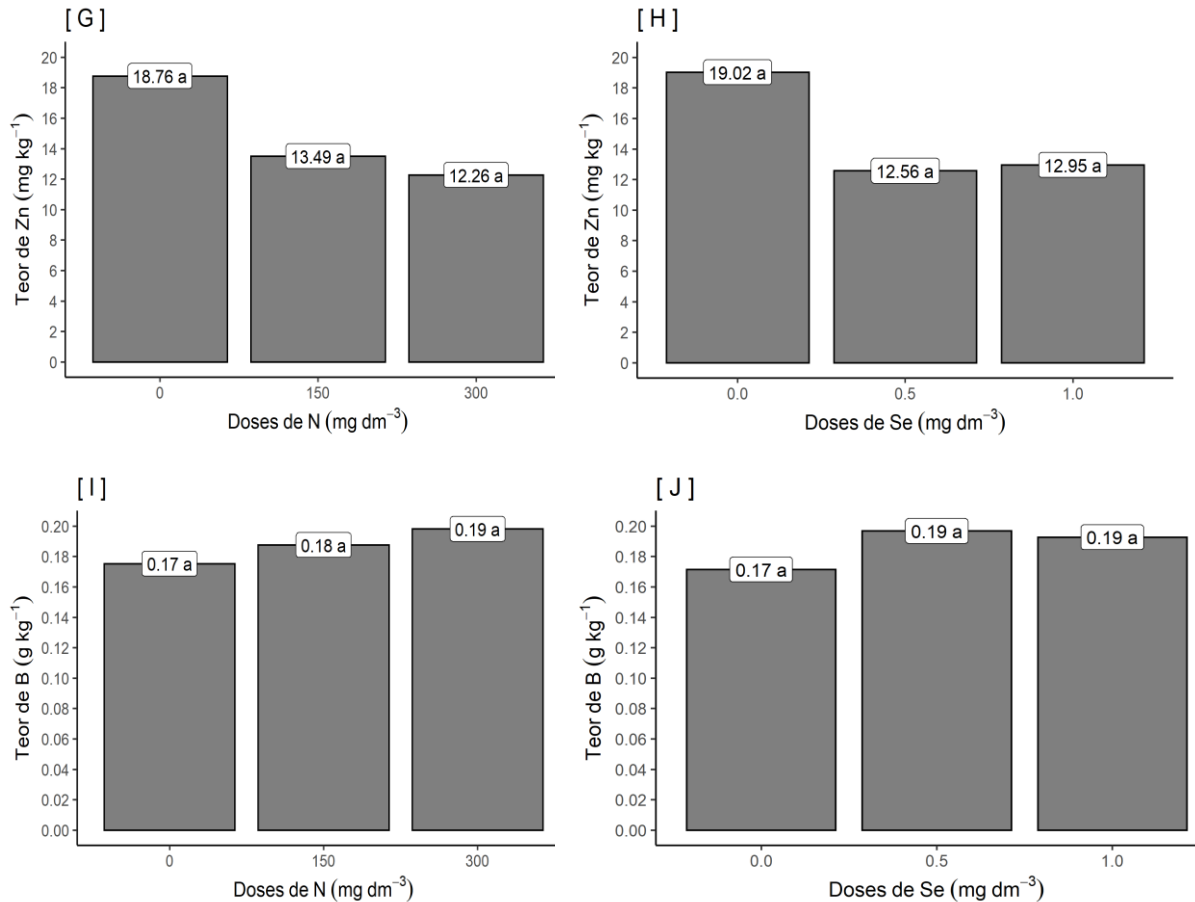 [ G ]
Teor de Zn (mg kg⁻¹)
20
18
16
14
12
10
8
6
4
2
0
18.76 a
13.49 a
12.26 a
0
150
300
Doses de N (mg dm⁻³)
[ H ]
Teor de Zn (mg kg⁻¹)
20
18
16
14
12
10
8
6
4
2
0
19.02 a
12.56 a
12.95 a
0.0
0.5
1.0
Doses de Se (mg dm⁻³)
[ I ]
Teor de B (g kg⁻¹)
0.20
0.18
0.16
0.14
0.12
0.10
0.08
0.06
0.04
0.02
0.00
0.17 a
0.18 a
0.19 a
0
150
300
Doses de N (mg dm⁻³)
[ J ]
Teor de B (g kg⁻¹)
0.20
0.18
0.16
0.14
0.12
0.10
0.08
0.06
0.04
0.02
0.00
0.17 a
0.19 a
0.19 a
0.0
0.5
1.0
Doses de Se (mg dm⁻³)